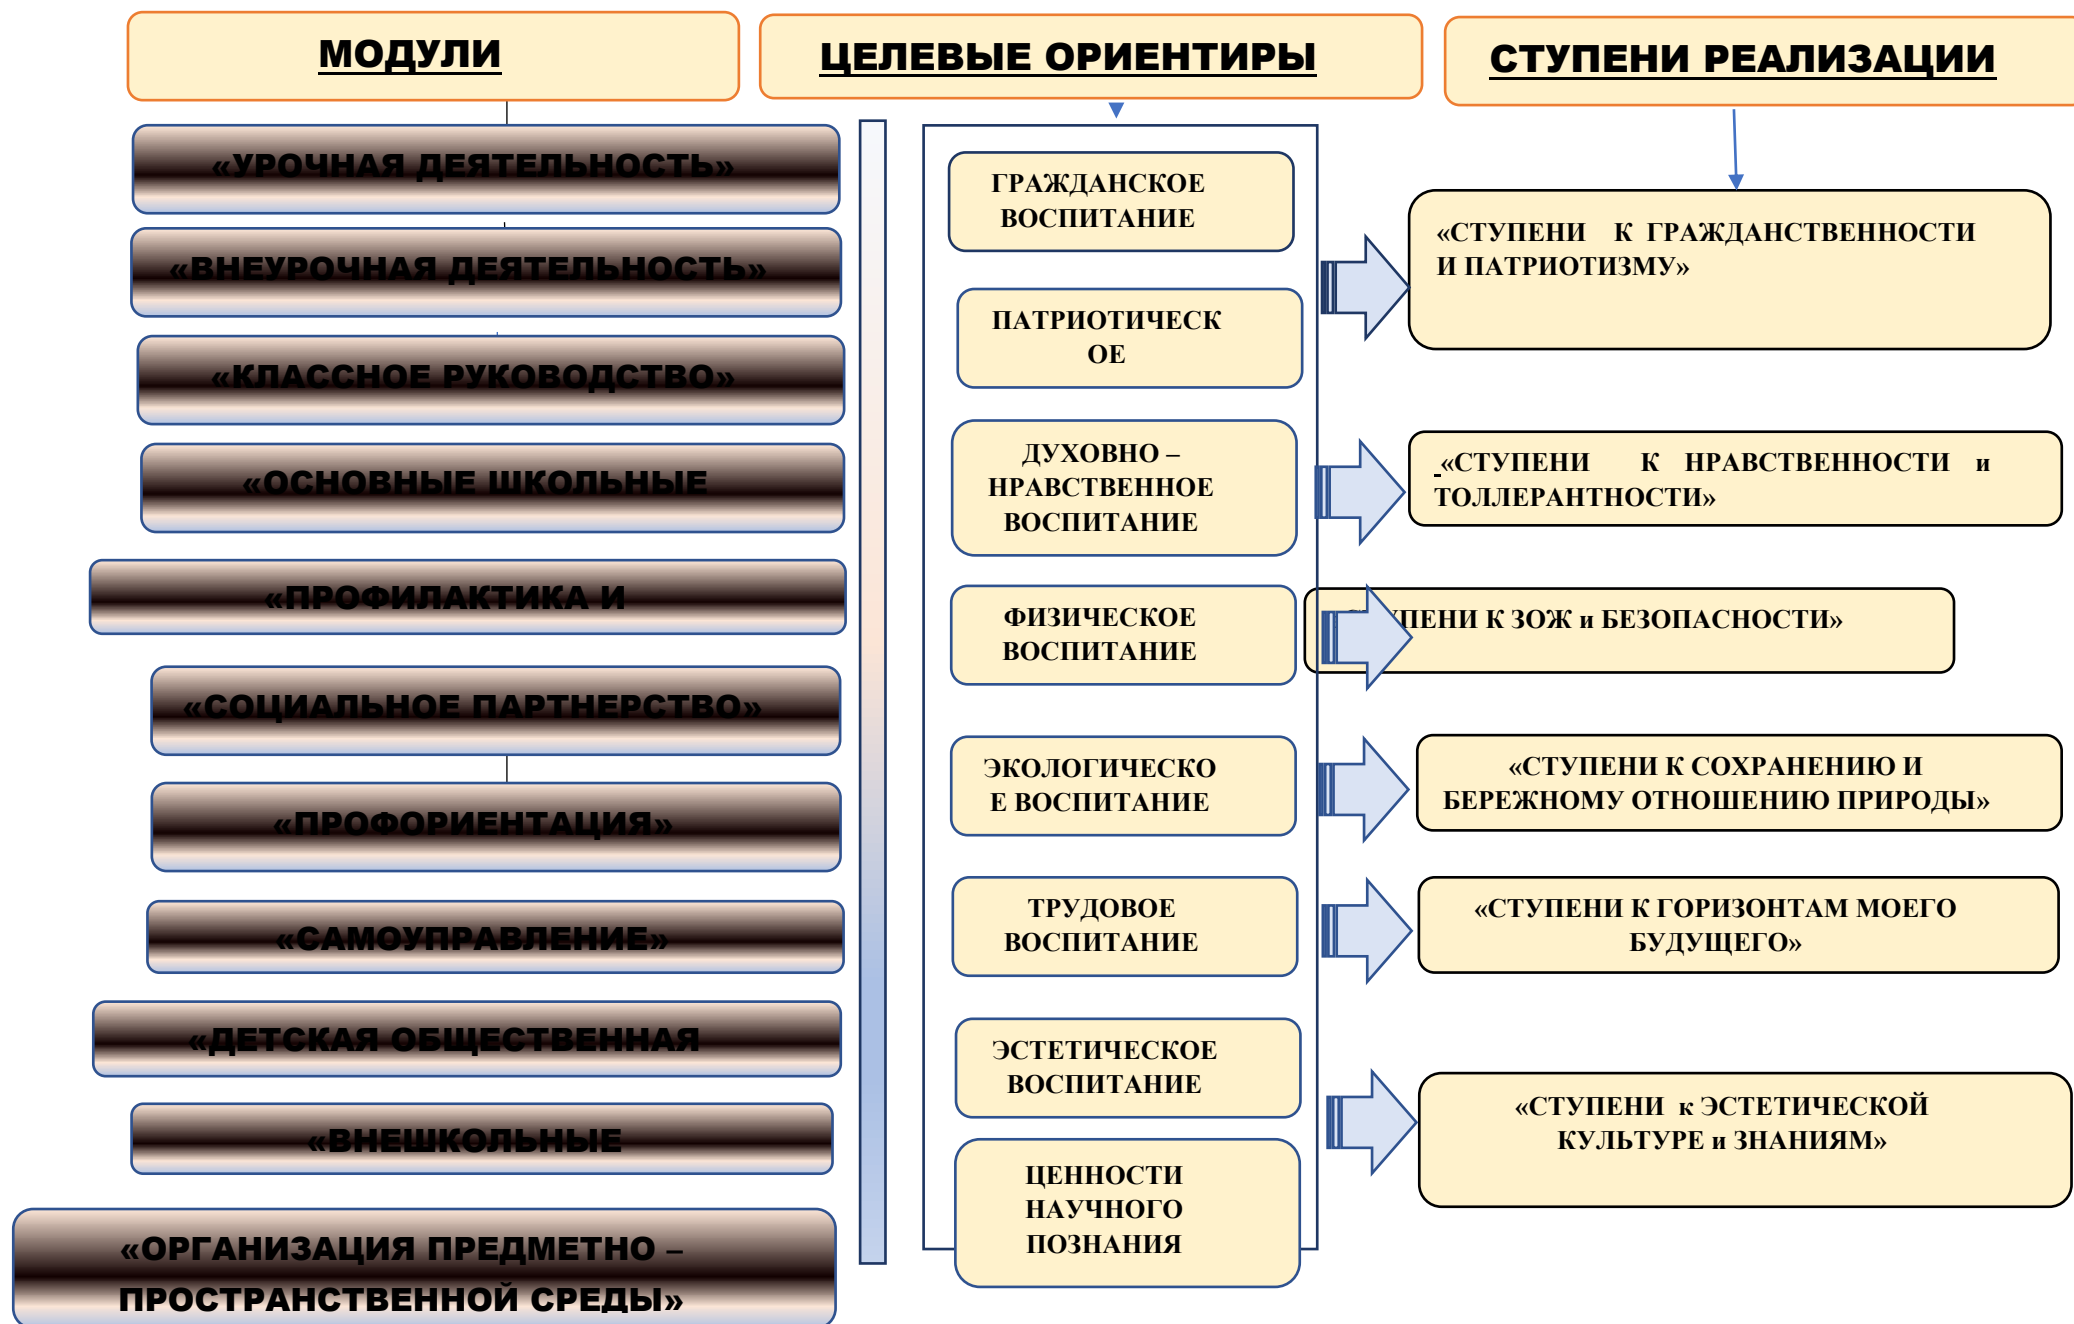 МОДУЛИ
«УРОЧНАЯ ДЕЯТЕЛЬНОСТЬ»
«ВНЕУРОЧНАЯ ДЕЯТЕЛЬНОСТЬ»
«КЛАССНОЕ РУКОВОДСТВО»
«ОСНОВНЫЕ ШКОЛЬНЫЕ
«ПРОФИЛАКТИКА И
«СОЦИАЛЬНОЕ ПАРТНЕРСТВО»
«ПРОФОРИЕНТАЦИЯ»
«САМОУПРАВЛЕНИЕ»
«ДЕТСКАЯ ОБЩЕСТВЕННАЯ
«ВНЕШКОЛЬНЫЕ
«ОРГАНИЗАЦИЯ ПРЕДМЕТНО –
ПРОСТРАНСТВЕННОЙ СРЕДЫ»
ЦЕЛЕВЫЕ ОРИЕНТИРЫ
ГРАЖДАНСКОЕ
ВОСПИТАНИЕ
ПАТРИОТИЧЕСК
ОЕ
ДУХОВНО –
НРАВСТВЕННОЕ
ВОСПИТАНИЕ
ФИЗИЧЕСКОЕ
ВОСПИТАНИЕ
ЭКОЛОГИЧЕСКО
Е ВОСПИТАНИЕ
ТРУДОВОЕ
ВОСПИТАНИЕ
ЭСТЕТИЧЕСКОЕ
ВОСПИТАНИЕ
ЦЕННОСТИ
НАУЧНОГО
ПОЗНАНИЯ
СТУПЕНИ РЕАЛИЗАЦИИ
«СТУПЕНИ К ГРАЖДАНСТВЕННОСТИ
И ПАТРИОТИЗМУ»
«СТУПЕНИ К НРАВСТВЕННОСТИ и
ТОЛЛЕРАНТНОСТИ»
К ЗОЖ и БЕЗОПАСНОСТИ»
«СТУПЕНИ К СОХРАНЕНИЮ И
БЕРЕЖНОМУ ОТНОШЕНИЮ ПРИРОДЫ»
«СТУПЕНИ К ГОРИЗОНТАМ МОЕГО
БУДУЩЕГО»
«СТУПЕНИ к ЭСТЕТИЧЕСКОЙ
КУЛЬТУРЕ и ЗНАНИЯМ»